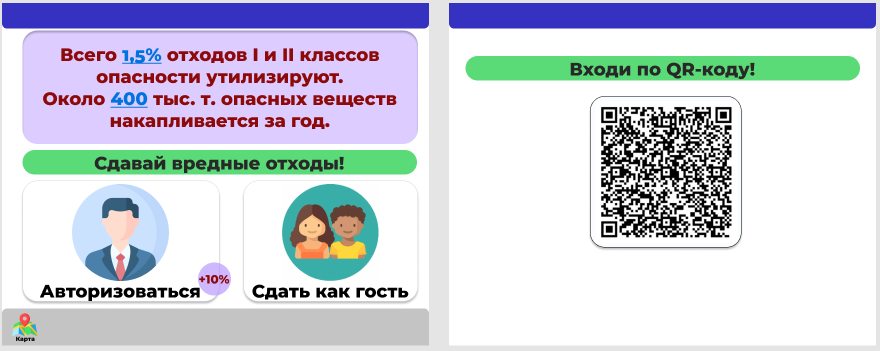 Всего 1,5% отходов I и II классов
опасности утилизируют.
Около 400 тыс. т. опасных веществ
накапливается за год.
Сдавай вредные отходы!
+10%
Авторизоваться
Сдать как гость
Карта
Входи по QR-коду!